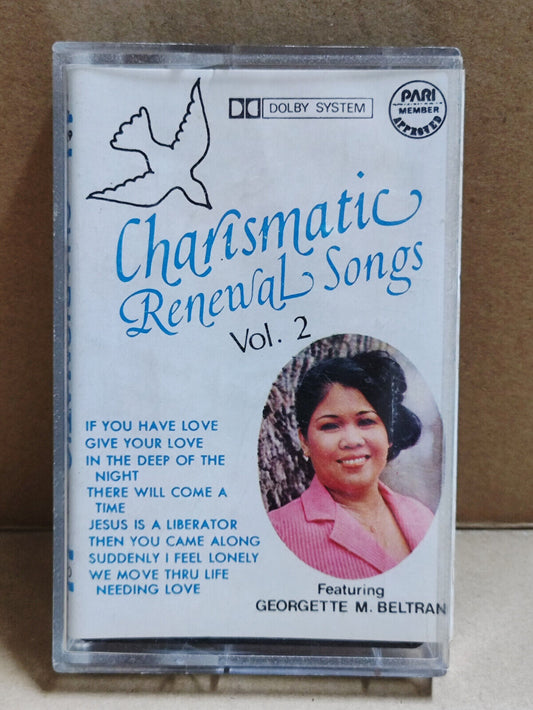 DOLBY SYSTEM
PARI
MEMBER
APPROVED
Charismatic
Renewal Songs
Vol. 2
IF YOU HAVE LOVE
GIVE YOUR LOVE
IN THE DEEP OF THE
NIGHT
THERE WILL COME A
TIME
JESUS IS A LIBERATOR
THEN YOU CAME ALONG
SUDDENLY I FEEL LONELY
WE MOVE THRU LIFE
NEEDING LOVE
Featuring
GEORGETTE M. BELTRAN